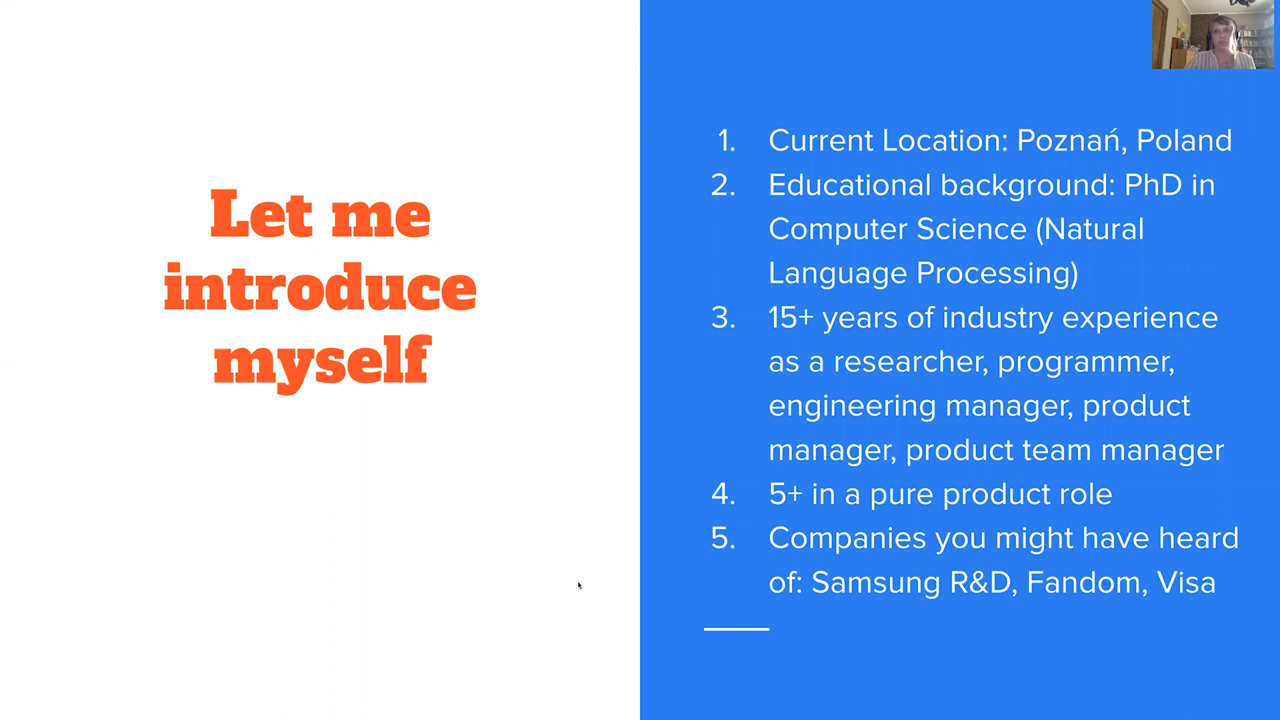 Let me
introduce
myself
1. Current Location: Poznań, Poland
2. Educational background: PhD in
Computer Science (Natural
Language Processing)
3. 15+ years of industry experience
as a researcher, programmer,
engineering manager, product
manager, product team manager
4. 5+ in a pure product role
5. Companies you might have heard
of: Samsung R&D, Fandom, Visa